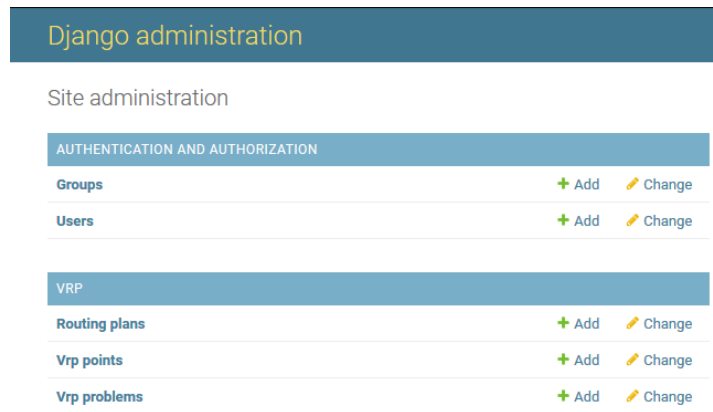 Django administration
Site administration
AUTHENTICATION AND AUTHORIZATION
Groups Add Change
Users Add Change
VRP
Routing plans Add Change
Vrp points Add Change
Vrp problems Add Change